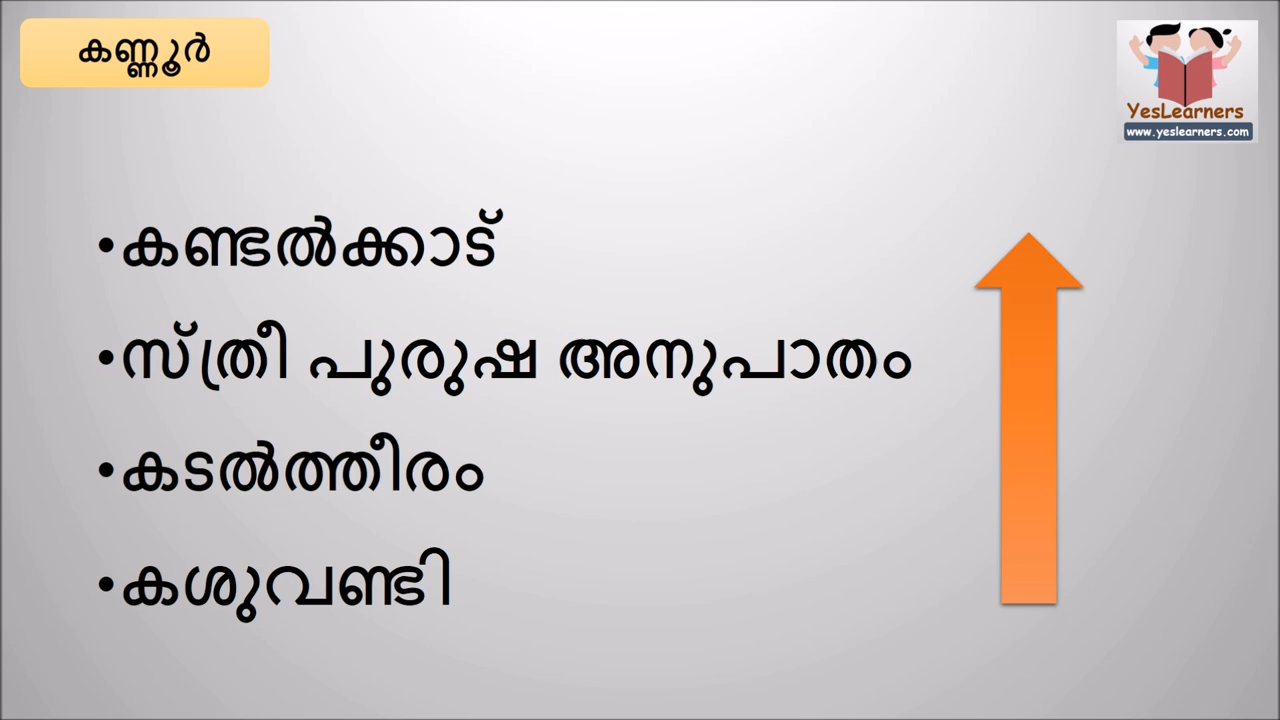 കണ്ണൂർ
YesLearners
www.yeslearners.com
•കണ്ടൽക്കാട്
•സ്ത്രീ പുരുഷ അനുപാതം
•കടൽത്തീരം
•കശുവണ്ടി